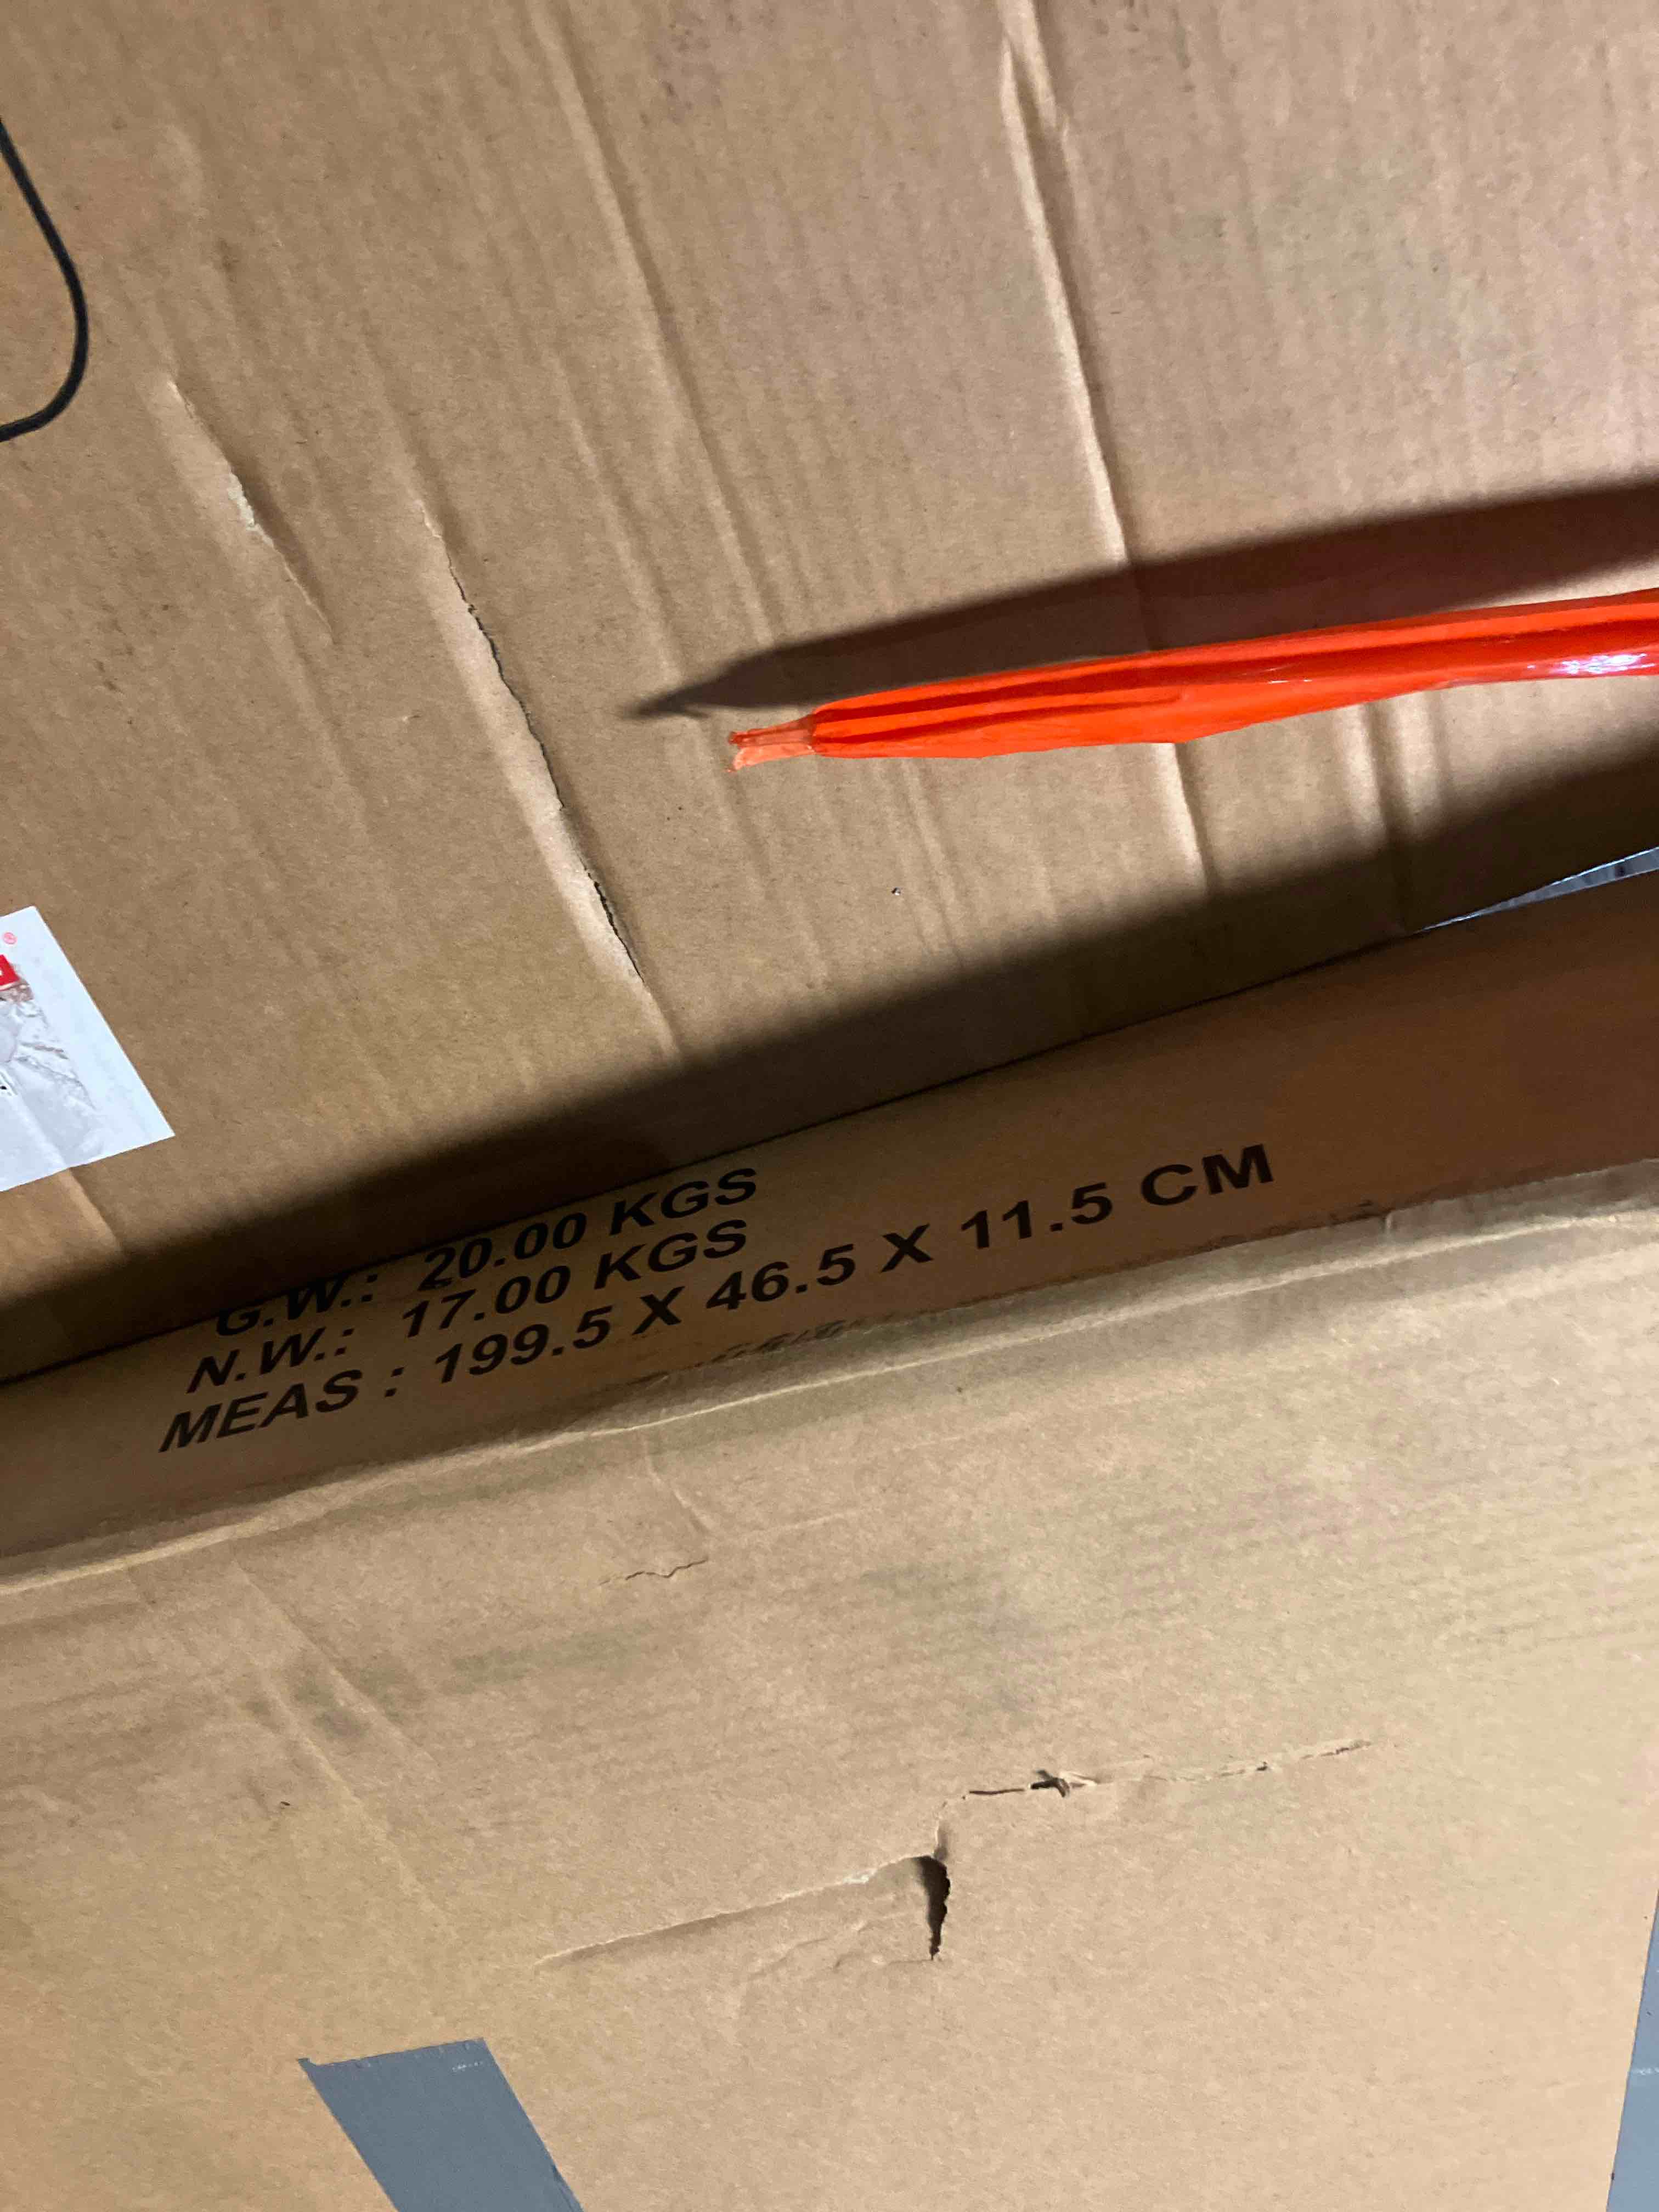 G.W.: 20.00 KGS
N.W.: 17.00 KGS
MEAS : 199.5 X 46.5 X 11.5 CM